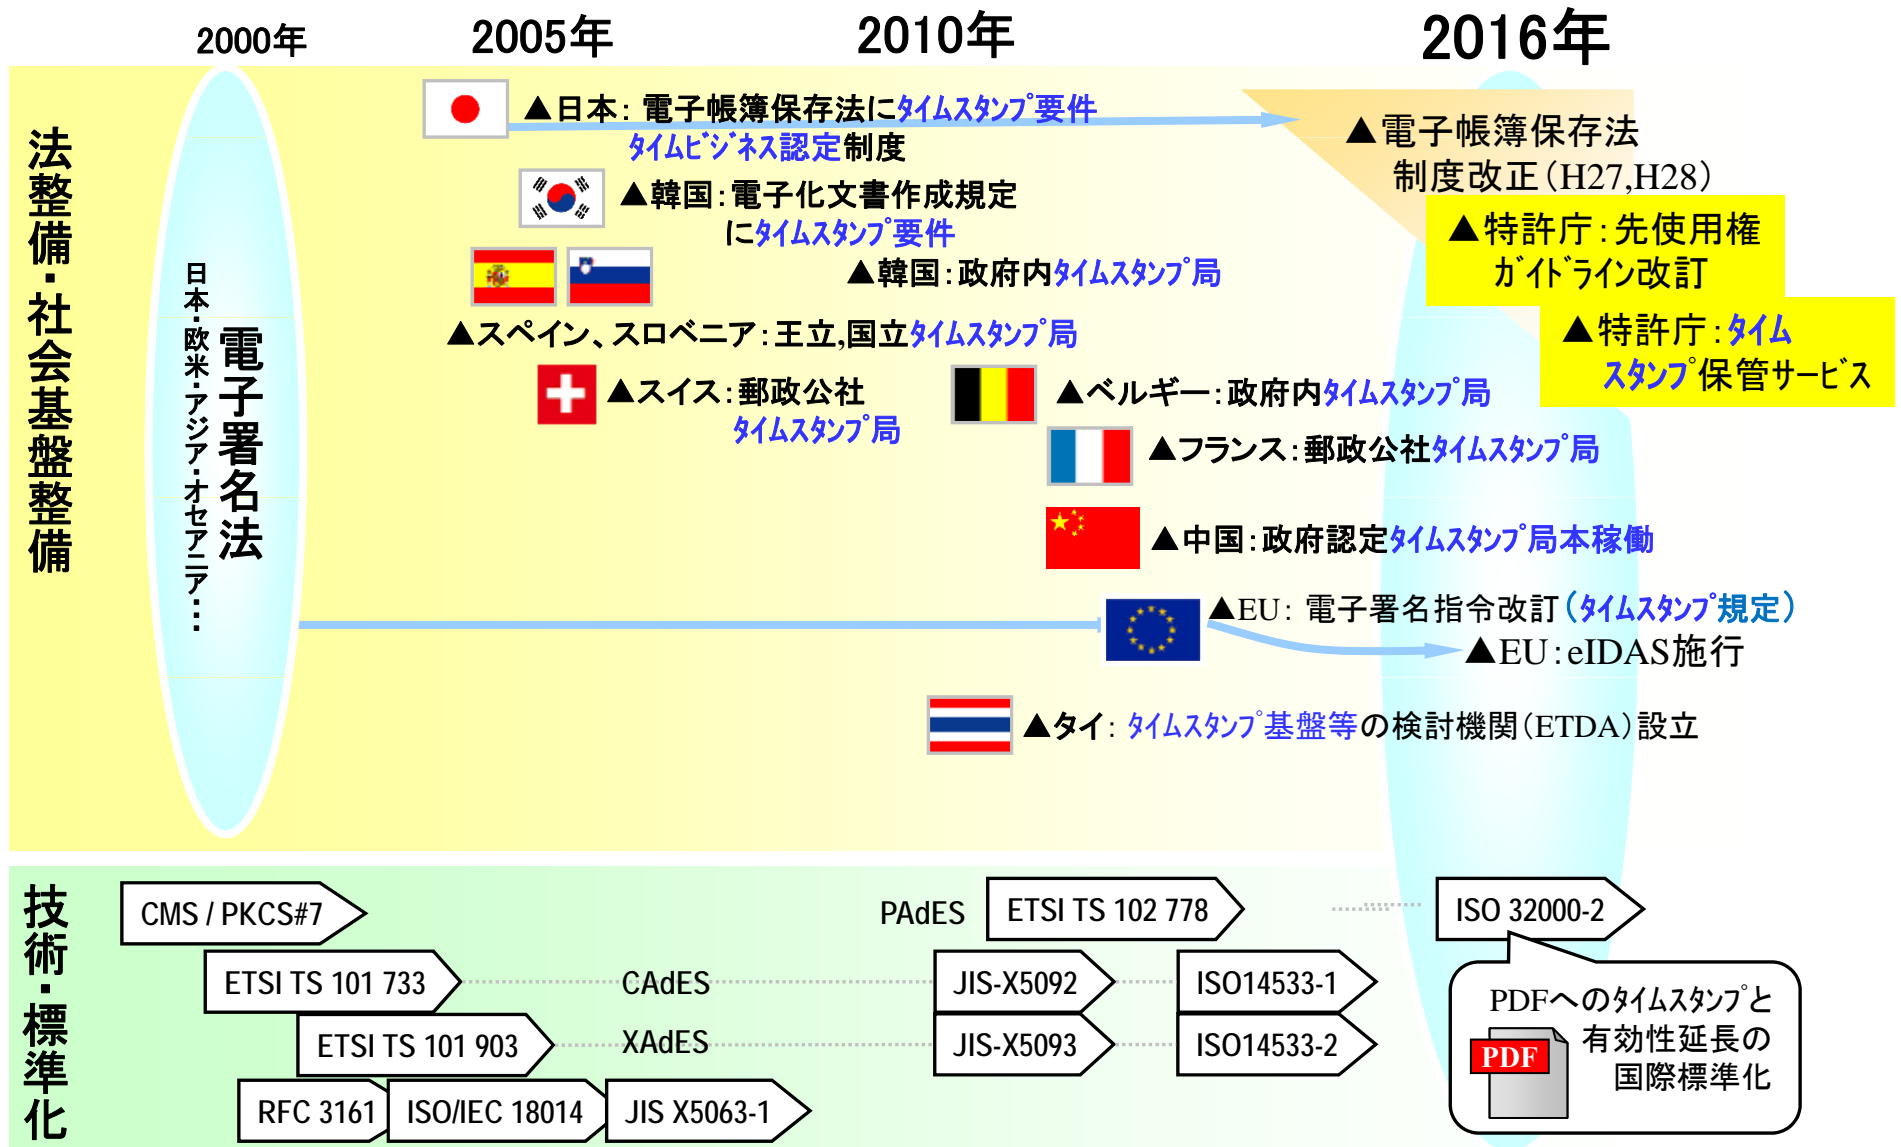 2000年
2005年
2010年
2016年
法整備・社会基盤整備
電子署名法
日本・欧米・アジア・オセアニア・・・
▲日本：電子帳簿保存法にﾀｲﾑｽﾀﾝﾌﾟ要件
ﾀｲﾑﾋﾞｼﾞﾈｽ認定制度
▲韓国：電子化文書作成規定
にﾀｲﾑｽﾀﾝﾌﾟ要件
▲韓国：政府内ﾀｲﾑｽﾀﾝﾌﾟ局
▲スペイン、スロベニア：王立,国立ﾀｲﾑｽﾀﾝﾌﾟ局
▲スイス：郵政公社
ﾀｲﾑｽﾀﾝﾌﾟ局
▲ベルギー：政府内ﾀｲﾑｽﾀﾝﾌﾟ局
▲フランス：郵政公社ﾀｲﾑｽﾀﾝﾌﾟ局
▲中国：政府認定ﾀｲﾑｽﾀﾝﾌﾟ局本稼働
▲EU：電子署名指令改訂（ﾀｲﾑｽﾀﾝﾌﾟ規定）
▲EU：eIDAS施行
▲タイ：ﾀｲﾑｽﾀﾝﾌﾟ基盤等の検討機関（ETDA）設立
▲電子帳簿保存法
制度改正（H27,H28）
▲特許庁：先使用権
ｶﾞｲﾄﾞﾗｲﾝ改訂
▲特許庁：ﾀｲﾑ
ｽﾀﾝﾌﾟ保管ｻｰﾋﾞｽ
技術・標準化
CMS / PKCS#7
PAdES
ETSI TS 102 778
ISO 32000-2
ETSI TS 101 733
CAdES
JIS-X5092
ISO14533-1
ETSI TS 101 903
XAdES
JIS-X5093
ISO14533-2
RFC 3161
ISO/IEC 18014
JIS X5063-1
PDFへのﾀｲﾑｽﾀﾝﾌﾟと
有効性延長の
国際標準化
PDF